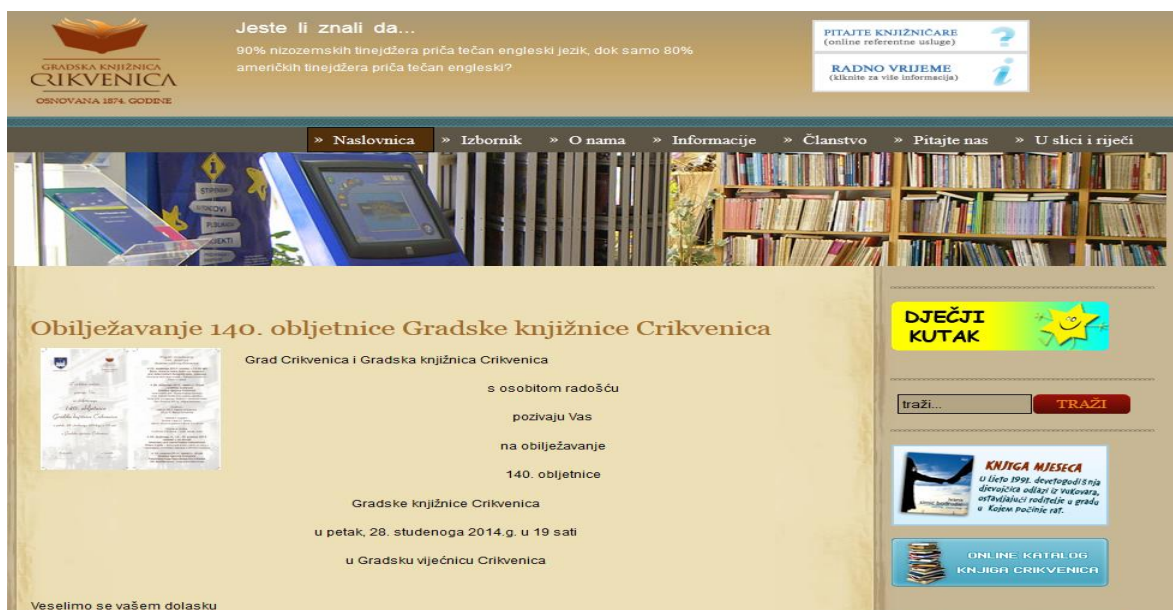 GRADSKA KNJIŽNICA
CRIKVENICA
OSNOVANA 1874. GODINE
Jeste li znali da...
90% nizozemskih tinejdžera priča tečan engleski jezik, dok samo 80%
američkih tinejdžera priča tečan engleski?
PITAJTE KNJIŽNIČARE
(online referentne usluge)
RADNO VRIJEME
(kliknite za više informacija)
» Naslovnica » Izbornik » O nama » Informacije » Članstvo » Pitajte nas » U slici i riječi
Obilježavanje 140. obljetnice Gradske knjižnice Crikvenica
Grad Crikvenica i Gradska knjižnica Crikvenica
s osobitom radošću
pozivaju Vas
na obilježavanje
140. obljetnice
Gradske knjižnice Crikvenica
u petak, 28. studenoga 2014.g. u 19 sati
u Gradsku vijećnicu Crikvenica
Veselimo se vašem dolasku
DJEČJI
KUTAK
traži...
TRAŽI
KNJIGA MJESECA
U ljeto 1991. devetogodišnja
djevojčica odlazi iz Vukovara,
ostavljajući roditelje u gradu
u kojem počinje rat.
ONLINE KATALOG
KNJIGA CRIKVENICA